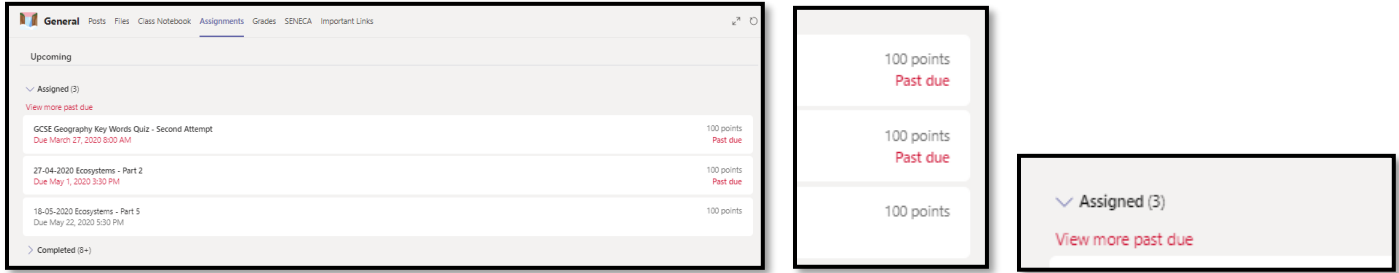 General Posts Files Class Notebook Assignments Grades SENECA Important Links
Upcoming
Assigned (3)
View more past due
GCSE Geography Key Words Quiz - Second Attempt 100 points
Due March 27, 2020 8:00 AM Past due
27-04-2020 Ecosystems - Part 2 100 points
Due May 1, 2020 3:30 PM Past due
18-05-2020 Ecosystems - Part 5 100 points
Due May 22, 2020 5:30 PM
Completed (8+)
100 points
Past due
100 points
Past due
100 points
Assigned (3)
View more past due